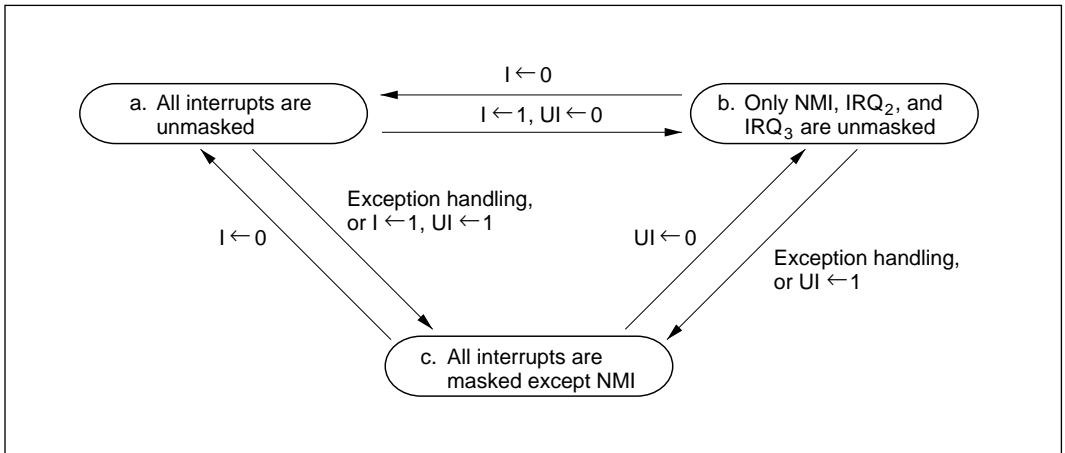 I ← 0
a. All interrupts are
unmasked
I ← 1, UI ← 0
b. Only NMI, IRQ₂, and
IRQ₃ are unmasked
Exception handling,
or I ← 1, UI ← 1
I ← 0
UI ← 0
Exception handling,
or UI ← 1
c. All interrupts are
masked except NMI